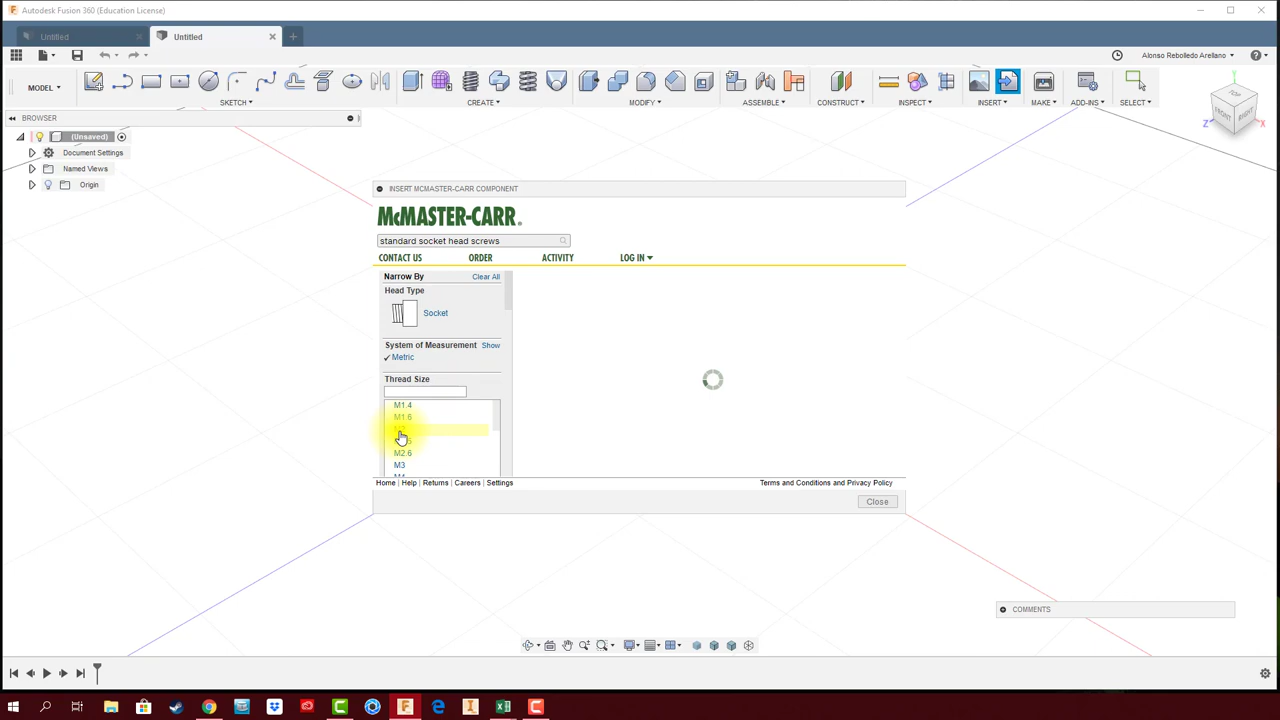 Autodesk Fusion 360 (Education License)
Untitled
Untitled
Alonso Rebolledo Arellano
MODEL
SKETCH
CREATE
MODIFY
ASSEMBLE
CONSTRUCT
INSPECT
INSERT
MAKE
ADD-INS
SELECT
TOP
FRONT
RIGHT
Y
Z
X
BROWSER
(Unsaved)
Document Settings
Named Views
Origin
INSERT MCMASTER-CARR COMPONENT
McMASTER-CARR.
standard socket head screws
CONTACT US
ORDER
ACTIVITY
LOG IN
Narrow By
Clear All
Head Type
Socket
System of Measurement
Show
Metric
Thread Size
M1.4
M1.6
M2.6
M3
Home | Help | Returns | Careers | Settings
Terms and Conditions and Privacy Policy
Close
COMMENTS